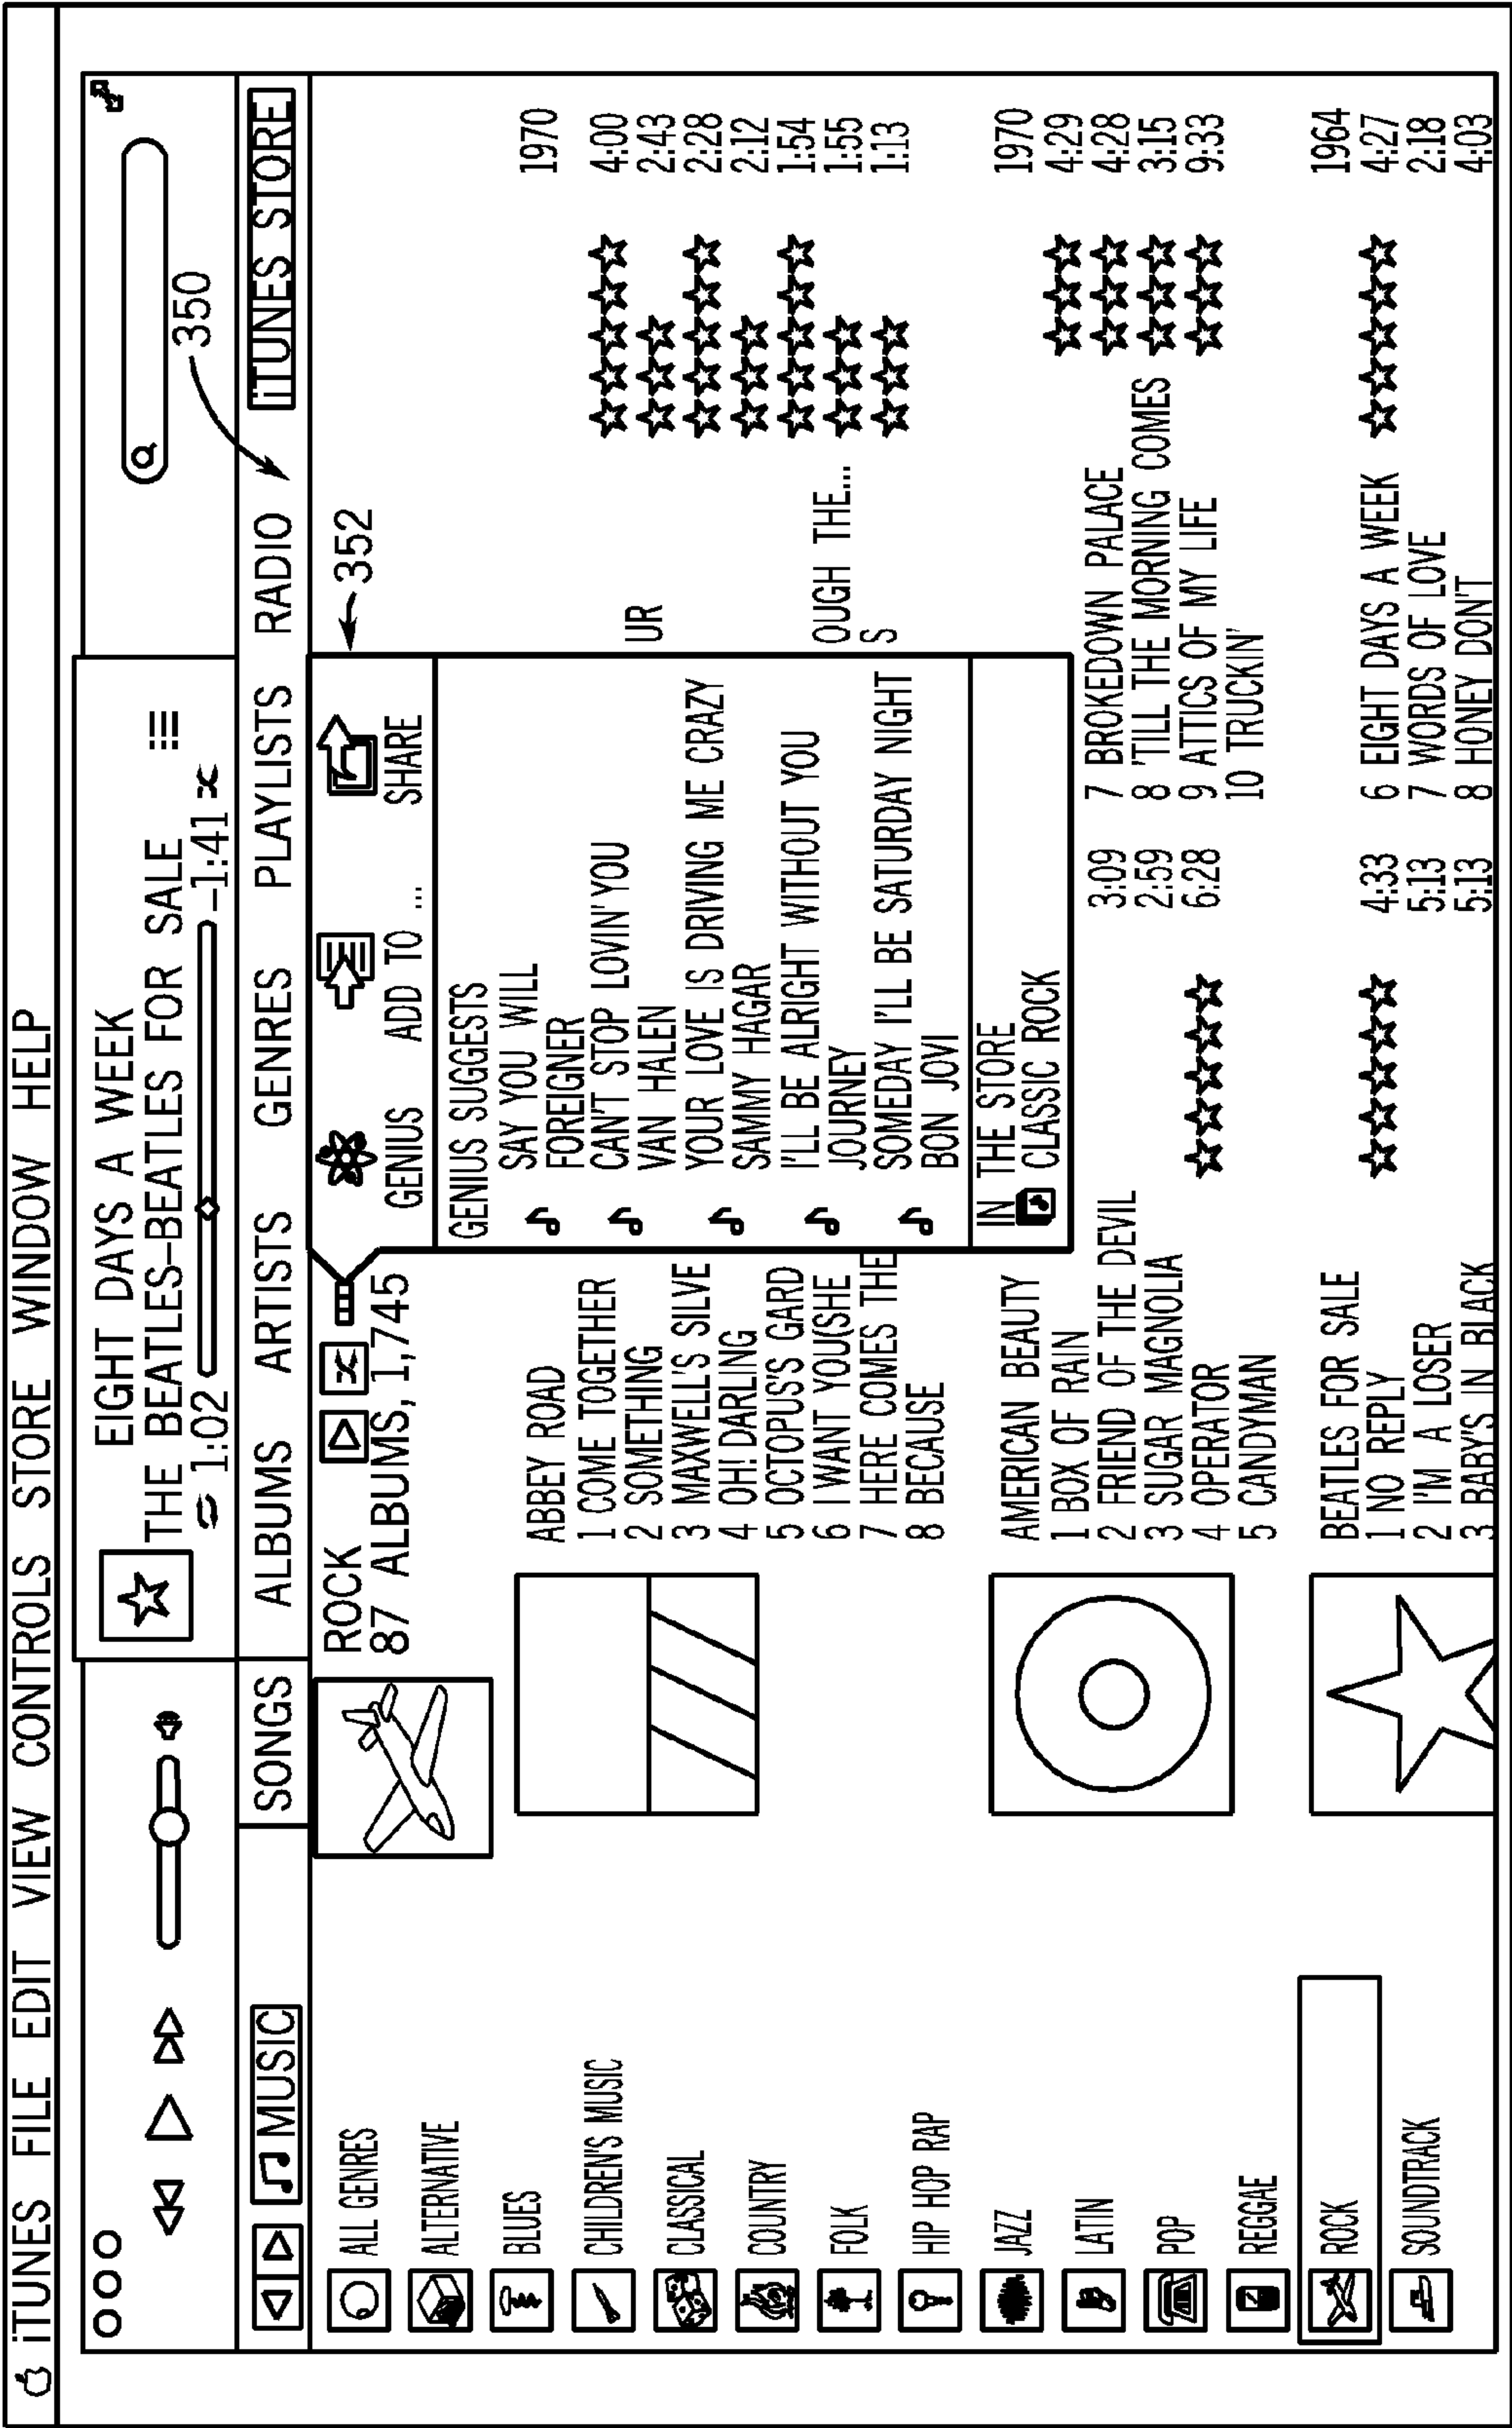 iTUNES FILE EDIT VIEW CONTROLS STORE WINDOW HELP
EIGHT DAYS A WEEK
THE BEATLES–BEATLES FOR SALE
1:02 –1:41
350
MUSIC SONGS ALBUMS ARTISTS GENRES PLAYLISTS RADIO iTUNES STORE
ALL GENRES
ALTERNATIVE
BLUES
CHILDREN'S MUSIC
CLASSICAL
COUNTRY
FOLK
HIP HOP RAP
JAZZ
LATIN
POP
REGGAE
ROCK
SOUNDTRACK
ROCK
87 ALBUMS, 1,745
352
GENIUS ADD TO ... SHARE
GENIUS SUGGESTS
SAY YOU WILL
FOREIGNER
CAN'T STOP LOVIN' YOU
VAN HALEN
YOUR LOVE IS DRIVING ME CRAZY
SAMMY HAGAR
I'LL BE ALRIGHT WITHOUT YOU
JOURNEY
SOMEDAY I'LL BE SATURDAY NIGHT
BON JOVI
IN THE STORE
CLASSIC ROCK
ABBEY ROAD 1970
1 COME TOGETHER 4:00
2 SOMETHING UR 2:43
3 MAXWELL'S SILVE 2:28
4 OH! DARLING 2:12
5 OCTOPUS'S GARD 1:54
6 I WANT YOU(SHE OUGH THE... 1:55
7 HERE COMES THE S 1:13
8 BECAUSE
AMERICAN BEAUTY 1970
1 BOX OF RAIN 4:29
2 FRIEND OF THE DEVIL 3:09 7 BROKEDOWN PALACE 4:28
3 SUGAR MAGNOLIA 2:59 8 'TILL THE MORNING COMES 3:15
4 OPERATOR 6:28 9 ATTICS OF MY LIFE 9:33
5 CANDYMAN 10 TRUCKIN'
BEATLES FOR SALE 1964
1 NO REPLY 4:33 6 EIGHT DAYS A WEEK 4:27
2 I'M A LOSER 5:13 7 WORDS OF LOVE 2:18
3 BABY'S IN BLACK 5:13 8 HONEY DON'T 4:03